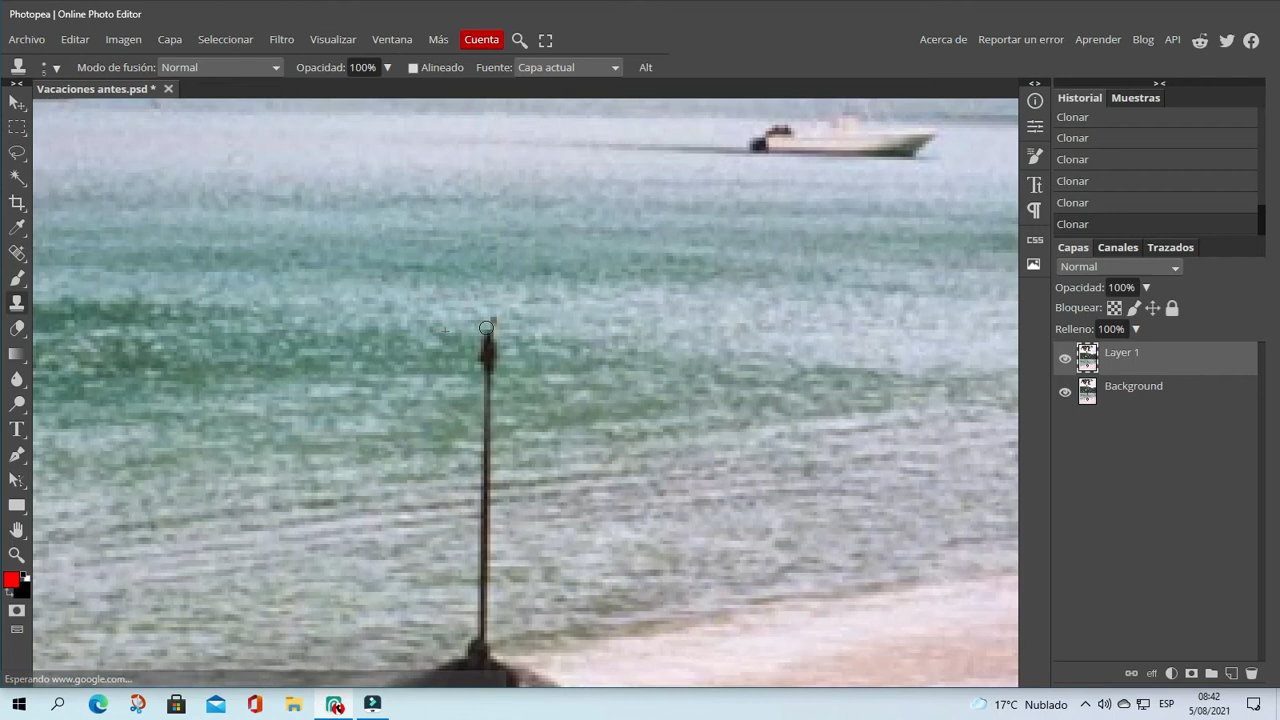 Photopea | Online Photo Editor
Archivo Editar Imagen Capa Seleccionar Filtro Visualizar Ventana Más Cuenta Acerca de Reportar un error Aprender Blog API
5 Modo de fusión: Normal Opacidad: 100% Alineado Fuente: Capa actual Alt
Vacaciones antes.psd *
Historial Muestras
Clonar
Clonar
Clonar
Clonar
Clonar
Clonar
CSS
Capas Canales Trazados
Normal
Opacidad: 100%
Bloquear:
Relleno: 100%
Layer 1
Background
eff
Esperando www.google.com...
17°C Nublado ESP 08:42
5/08/2021